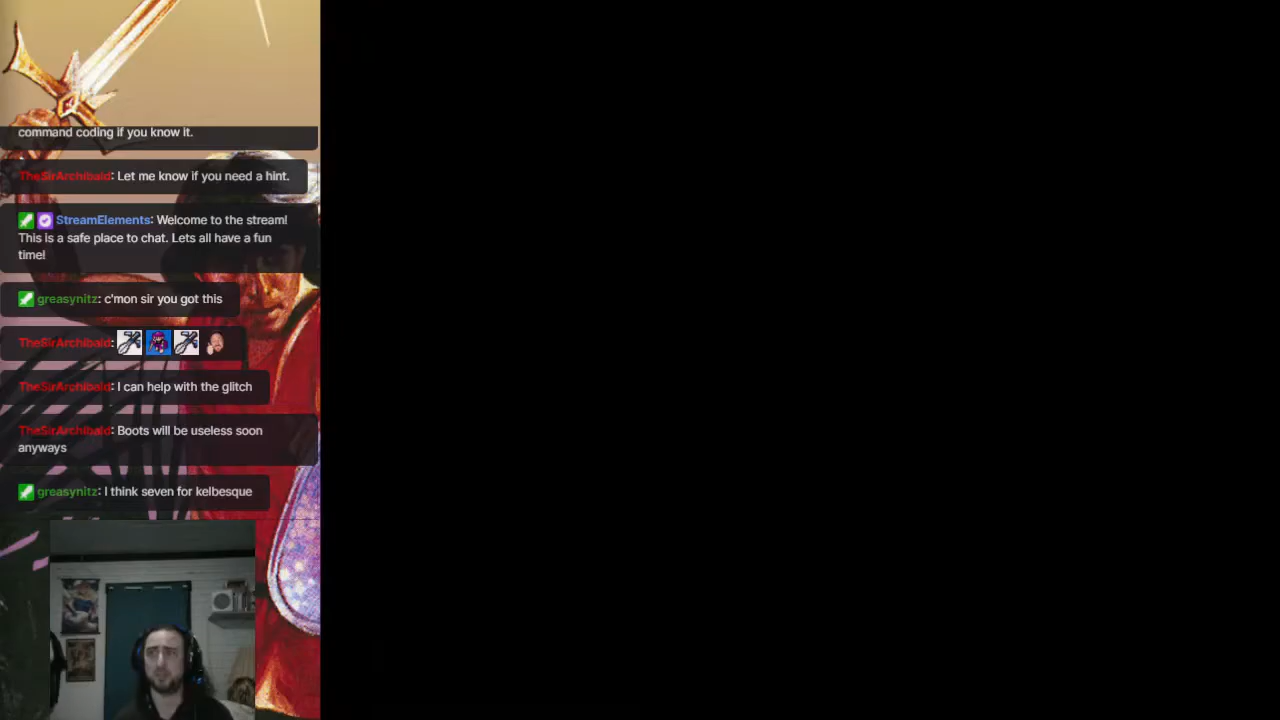 command coding if you know it.
TheSirArchibald: Let me know if you need a hint.
StreamElements: Welcome to the stream!
This is a safe place to chat. Lets all have a fun
time!
greasynitz: c'mon sir you got this
TheSirArchibald:
TheSirArchibald: I can help with the glitch
TheSirArchibald: Boots will be useless soon
anyways
greasynitz: I think seven for kelbesque